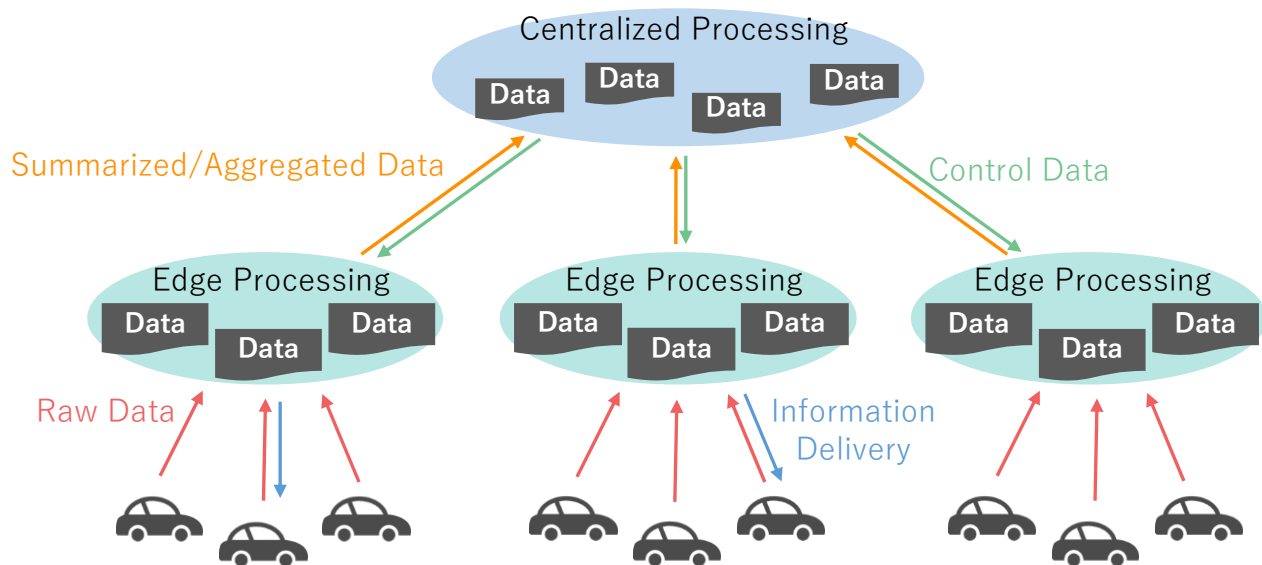 Centralized Processing
Data
Data
Data
Data
Summarized/Aggregated Data
Control Data
Edge Processing
Data
Data
Data
Edge Processing
Data
Data
Data
Edge Processing
Data
Data
Data
Raw Data
Information
Delivery